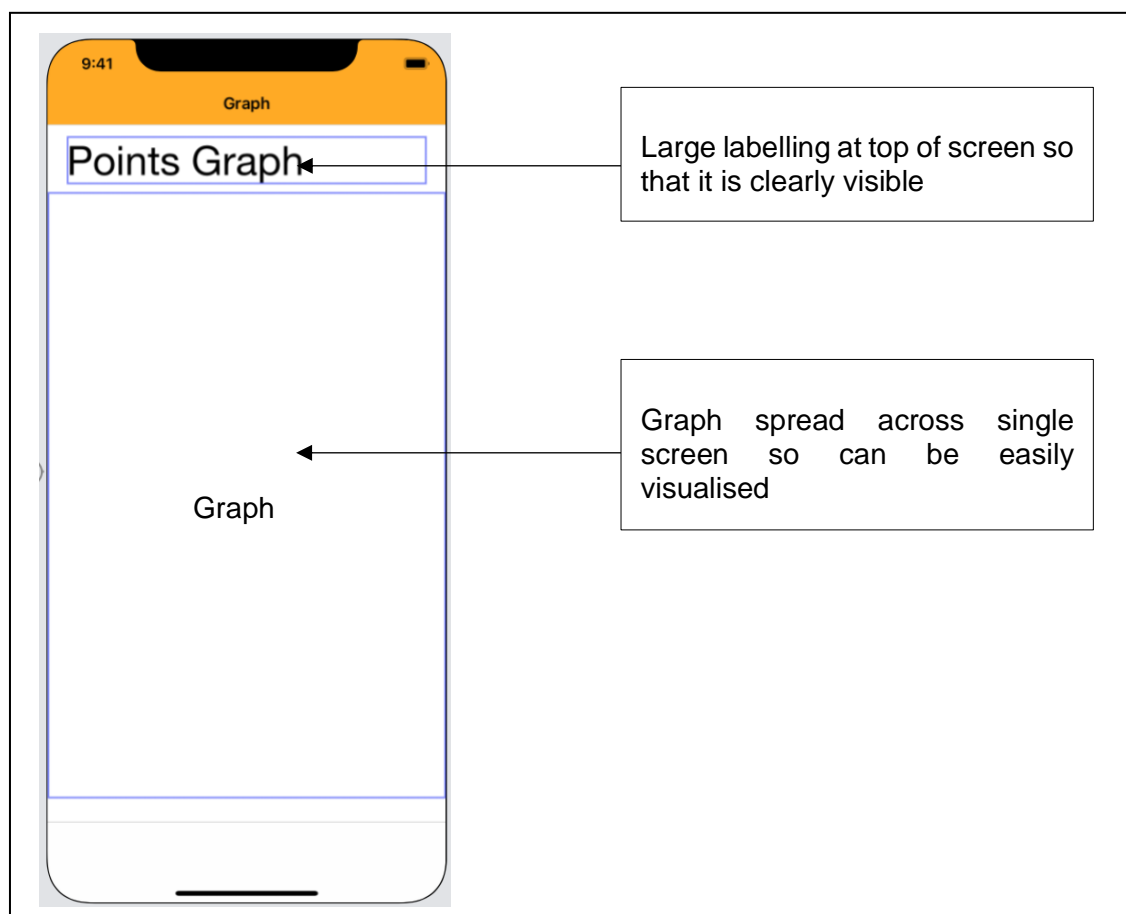 9:41
Graph
Points Graph
Large labelling at top of screen so
that it is clearly visible
Graph spread across single
screen so can be easily
visualised
Graph